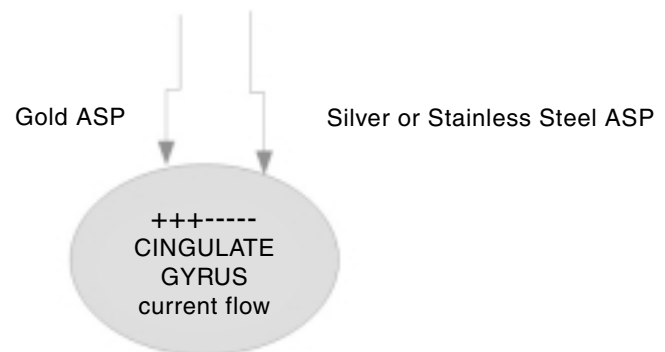 Gold ASP
Silver or Stainless Steel ASP
+++-----
CINGULATE
GYRUS
current flow